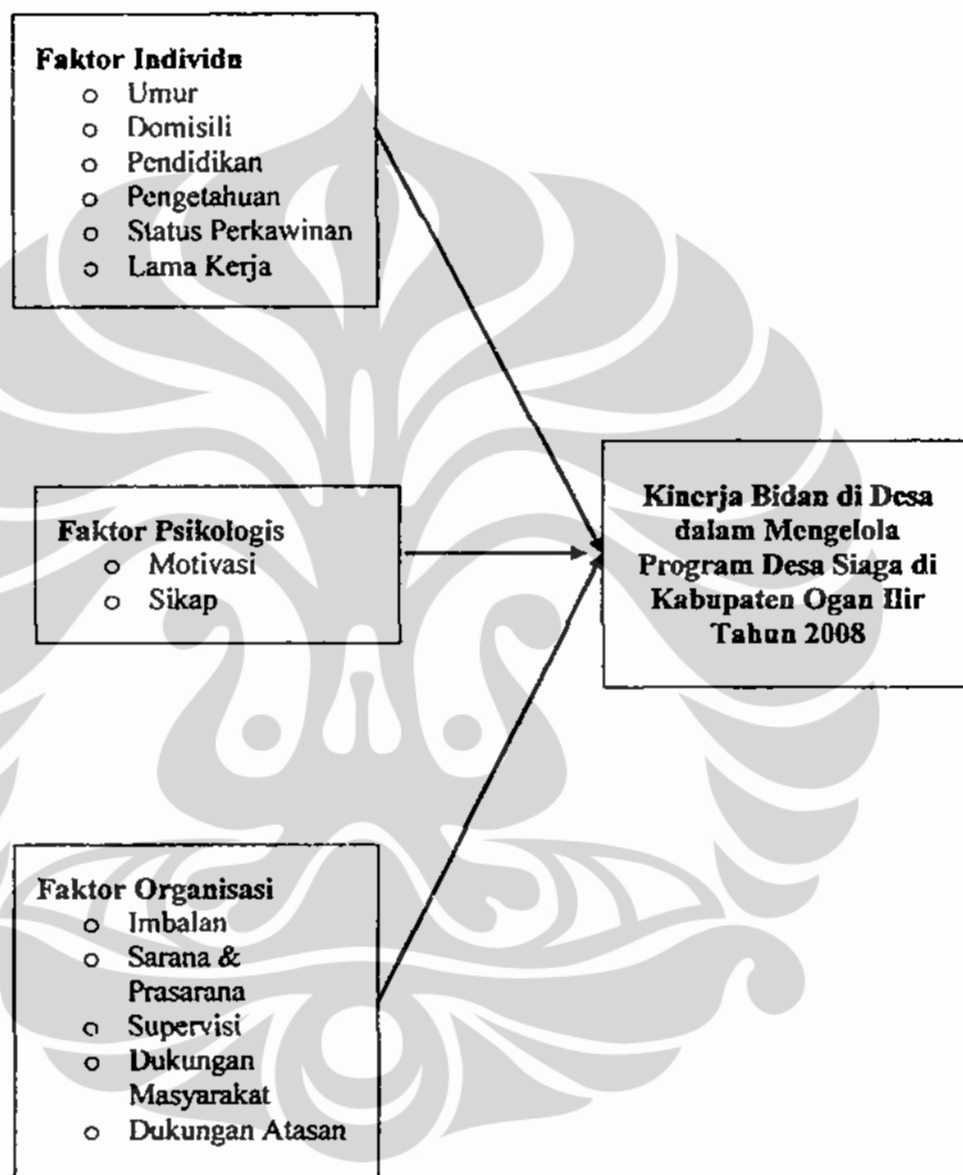 Faktor Individu
o Umur
o Domisili
o Pendidikan
o Pengetahuan
o Status Perkawinan
o Lama Kerja
Faktor Psikologis
o Motivasi
o Sikap
Kinerja Bidan di Desa
dalam Mengelola
Program Desa Siaga di
Kabupaten Ogan Ilir
Tahun 2008
Faktor Organisasi
o Imbalan
o Sarana &
Prasarana
o Supervisi
o Dukungan
Masyarakat
o Dukungan Atasan